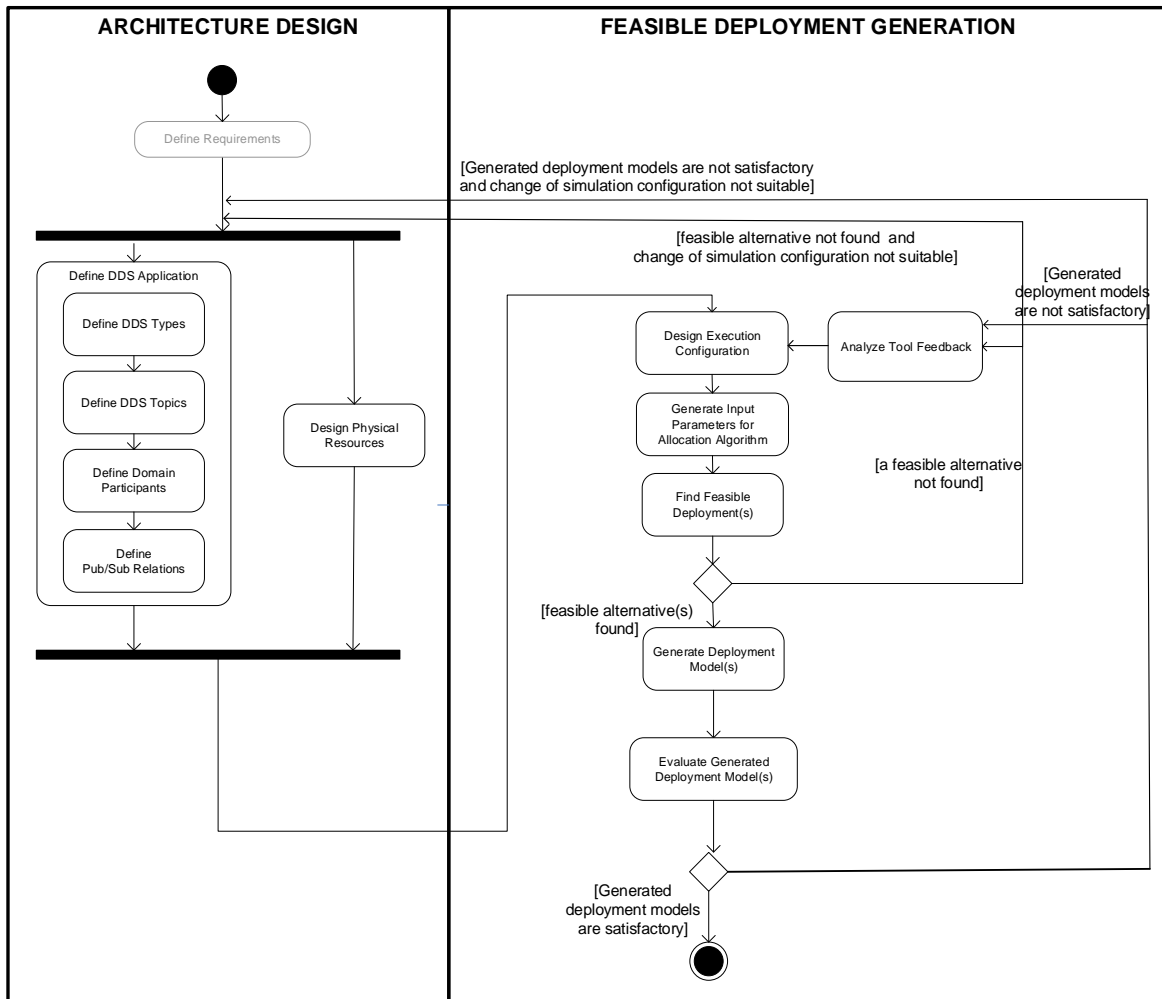 ARCHITECTURE DESIGN
FEASIBLE DEPLOYMENT GENERATION
Define Requirements
[Generated deployment models are not satisfactory
and change of simulation configuration not suitable]
[feasible alternative not found and
change of simulation configuration not suitable]
[Generated
deployment models
are not satisfactory]
Define DDS Application
Define DDS Types
Define DDS Topics
Define Domain
Participants
Define
Pub/Sub Relations
Design Physical
Resources
Design Execution
Configuration
Analyze Tool Feedback
Generate Input
Parameters for
Allocation Algorithm
[a feasible alternative
not found]
Find Feasible
Deployment(s)
[feasible alternative(s)
found]
Generate Deployment
Model(s)
Evaluate Generated
Deployment Model(s)
[Generated
deployment models
are satisfactory]